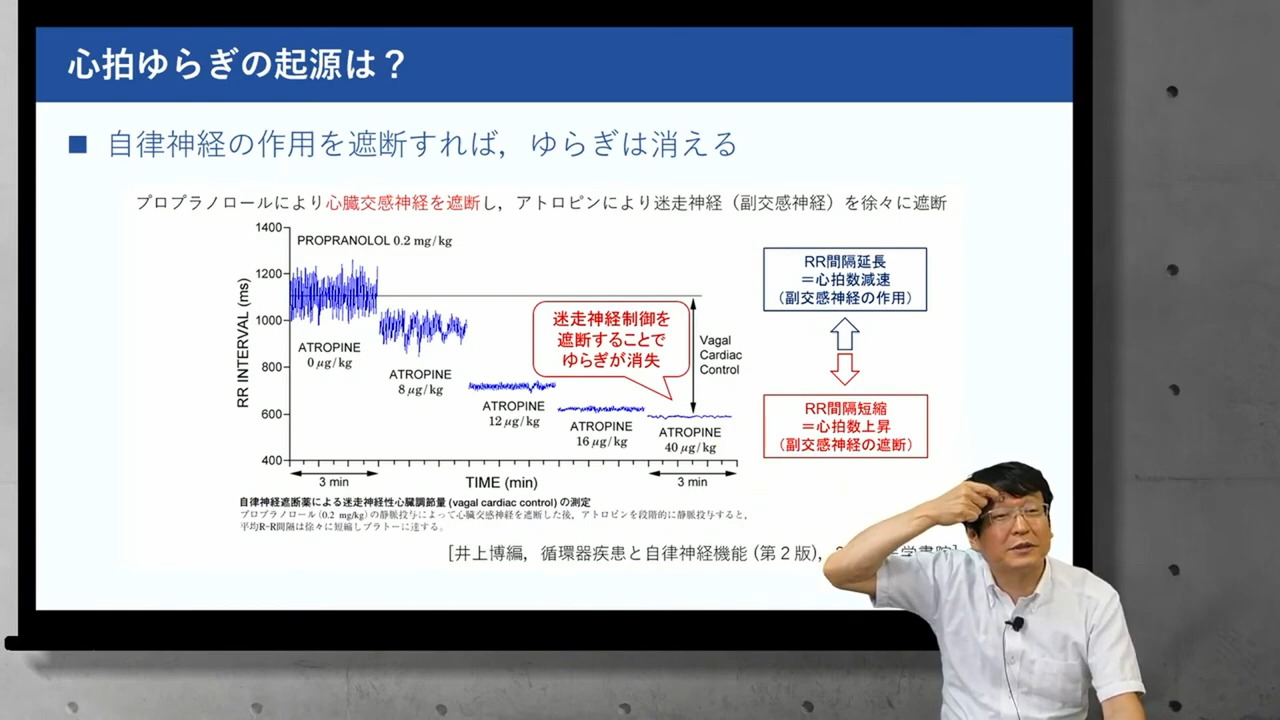 心拍ゆらぎの起源は？
■ 自律神経の作用を遮断すれば，ゆらぎは消える
プロプラノロールにより心臓交感神経を遮断し，アトロピンにより迷走神経（副交感神経）を徐々に遮断
1400
1200
1000
800
600
400
RR INTERVAL (ms)
PROPRANOLOL 0.2 mg/kg
ATROPINE
0 μg/kg
ATROPINE
8 μg/kg
ATROPINE
12 μg/kg
ATROPINE
16 μg/kg
ATROPINE
40 μg/kg
迷走神経制御を
遮断することで
ゆらぎが消失
Vagal
Cardiac
Control
3 min
TIME (min)
3 min
RR間隔延長
＝心拍数減速
（副交感神経の作用）
RR間隔短縮
＝心拍数上昇
（副交感神経の遮断）
自律神経遮断薬による迷走神経性心臓調節量 (vagal cardiac control) の測定
プロプラノロール (0.2 mg/kg) の静脈投与によって心臓交感神経を遮断した後，アトロピンを段階的に静脈投与すると，
平均R-R間隔は徐々に短縮しプラトーに達する。
[井上博編，循環器疾患と自律神経機能 (第２版)，